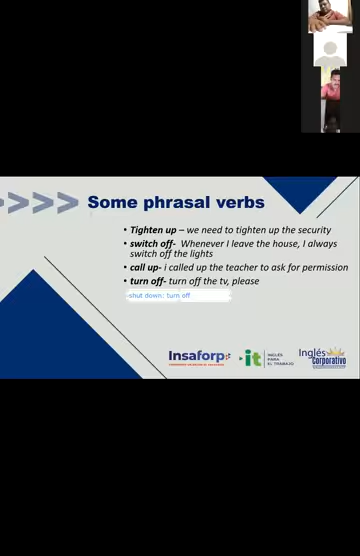 Some phrasal verbs
• Tighten up – we need to tighten up the security
• switch off- Whenever I leave the house, I always
switch off the lights
• call up- i called up the teacher to ask for permission
• turn off- turn off the tv, please
shut down: turn off
Insaforp
it
INGLÉS
PARA
EL TRABAJO
Inglés
Corporativo